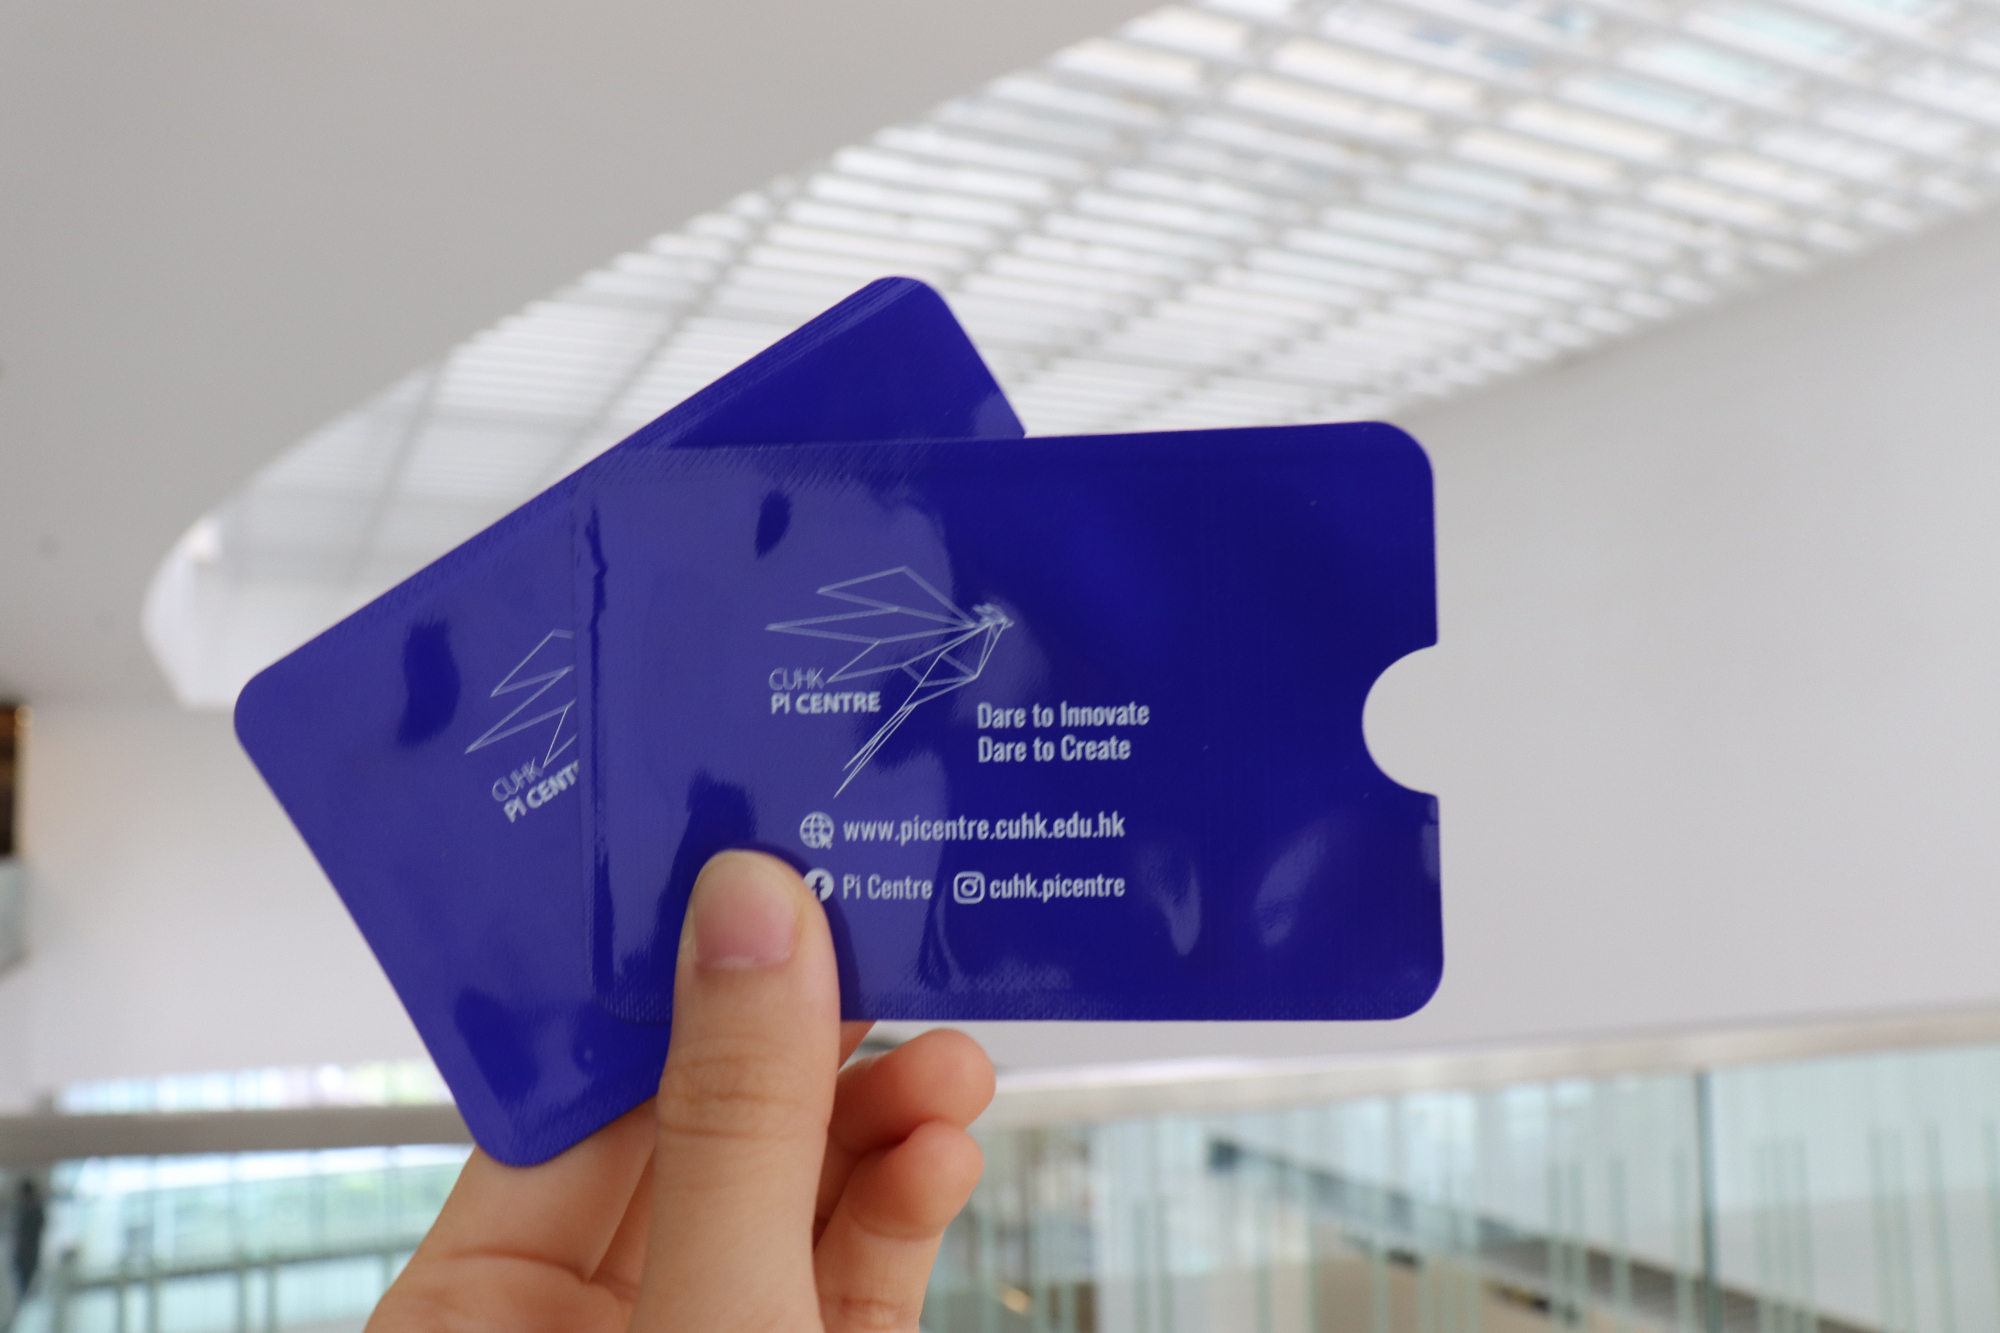 CUHK
PI CENTRE
Dare to Innovate
Dare to Create
www.picentre.cuhk.edu.hk
Pi Centre cuhk.picentre
CUHK
PI CENT